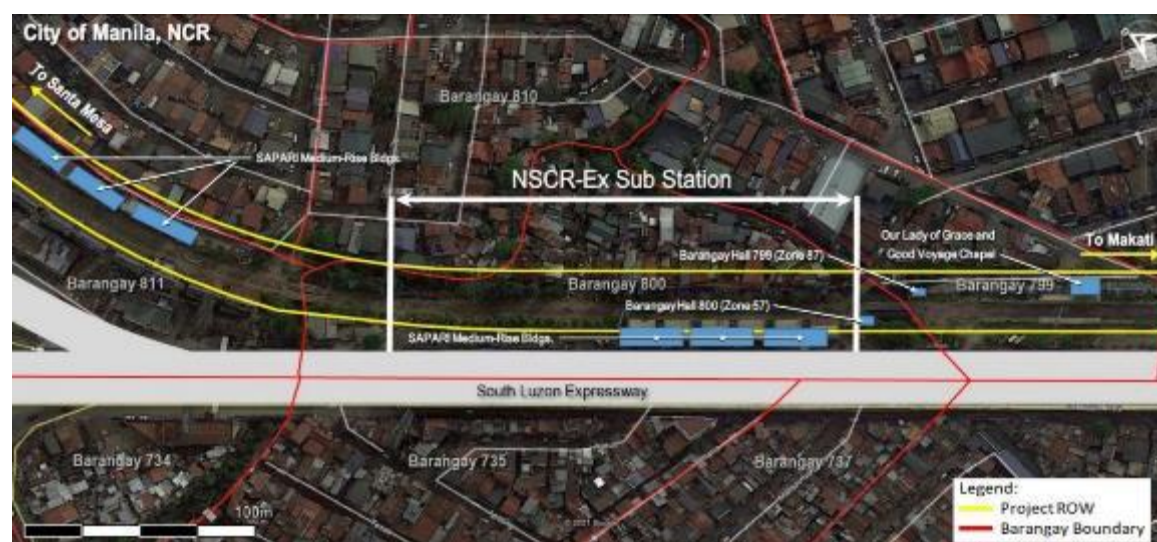 City of Manila, NCR
To Santa Mesa
Barangay 810
SAPARI Medium-Rise Bldgs.
NSCR-Ex Sub Station
Our Lady of Grace and
Good Voyage Chapel
To Makati
Barangay Hall 799 (Zone 87)
Barangay 811
Barangay 800
Barangay 799
Barangay Hall 800 (Zone 57)
SAPARI Medium-Rise Bldgs.
South Luzon Expressway
Barangay 734
Barangay 735
Barangay 737
Legend:
Project ROW
Barangay Boundary
100m